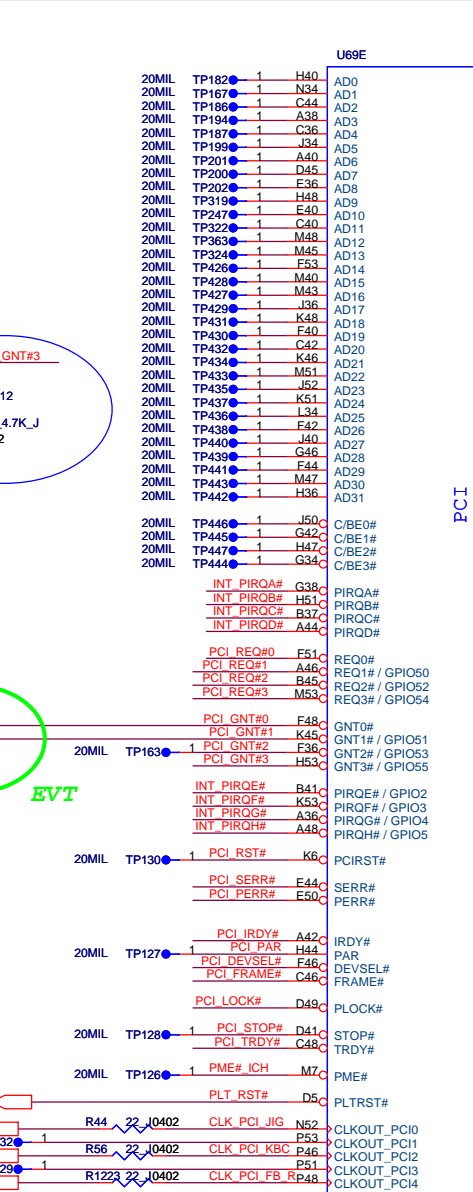 U69E
20MIL TP182 1 H40 AD0
20MIL TP167 1 N34 AD1
20MIL TP186 1 C44 AD2
20MIL TP194 1 A38 AD3
20MIL TP187 1 C36 AD4
20MIL TP199 1 J34 AD5
20MIL TP201 1 A40 AD6
20MIL TP200 1 D45 AD7
20MIL TP202 1 E36 AD8
20MIL TP319 1 H48 AD9
20MIL TP247 1 E40 AD10
20MIL TP322 1 C40 AD11
20MIL TP363 1 M48 AD12
20MIL TP324 1 M45 AD13
20MIL TP426 1 F53 AD14
20MIL TP428 1 M40 AD15
20MIL TP427 1 M43 AD16
20MIL TP429 1 J36 AD17
20MIL TP431 1 K48 AD18
20MIL TP430 1 F40 AD19
20MIL TP432 1 C42 AD20
20MIL TP434 1 K46 AD21
20MIL TP433 1 M51 AD22
20MIL TP435 1 J52 AD23
20MIL TP437 1 K51 AD24
20MIL TP436 1 L34 AD25
20MIL TP438 1 F42 AD26
20MIL TP440 1 J40 AD27
20MIL TP439 1 G46 AD28
20MIL TP441 1 F44 AD29
20MIL TP443 1 M47 AD30
20MIL TP442 1 H36 AD31
GNT#3
12
4.7K_J
2
PCI
20MIL TP446 1 J50 C/BE0#
20MIL TP445 1 G42 C/BE1#
20MIL TP447 1 H47 C/BE2#
20MIL TP444 1 G34 C/BE3#
INT_PIRQA# G38 PIRQA#
INT_PIRQB# H51 PIRQB#
INT_PIRQC# B37 PIRQC#
INT_PIRQD# A44 PIRQD#
PCI_REQ#0 F51 REQ0#
PCI_REQ#1 A46 REQ1# / GPIO50
PCI_REQ#2 B45 REQ2# / GPIO52
PCI_REQ#3 M53 REQ3# / GPIO54
PCI_GNT#0 F48 GNT0#
PCI_GNT#1 K45 GNT1# / GPIO51
20MIL TP163 1 PCI_GNT#2 F36 GNT2# / GPIO53
PCI_GNT#3 H53 GNT3# / GPIO55
EVT
INT_PIRQE# B41 PIRQE# / GPIO2
INT_PIRQF# K53 PIRQF# / GPIO3
INT_PIRQG# A36 PIRQG# / GPIO4
INT_PIRQH# A48 PIRQH# / GPIO5
20MIL TP130 1 PCI_RST# K6 PCIRST#
PCI_SERR# E44 SERR#
PCI_PERR# E50 PERR#
PCI_IRDY# A42 IRDY#
20MIL TP127 1 PCI_PAR H44 PAR
PCI_DEVSEL# F46 DEVSEL#
PCI_FRAME# C46 FRAME#
PCI_LOCK# D49 PLOCK#
20MIL TP128 1 PCI_STOP# D41 STOP#
PCI_TRDY# C48 TRDY#
20MIL TP126 1 PME#_ICH M7 PME#
PLT_RST# D5 PLTRST#
R44 22_J0402 CLK_PCI_JIG N52 CLKOUT_PCI0
32 1 P53 CLKOUT_PCI1
R56 22_J0402 CLK_PCI_KBC P46 CLKOUT_PCI2
29 1 P51 CLKOUT_PCI3
R1223 22_J0402 CLK_PCI_FB_R P48 CLKOUT_PCI4